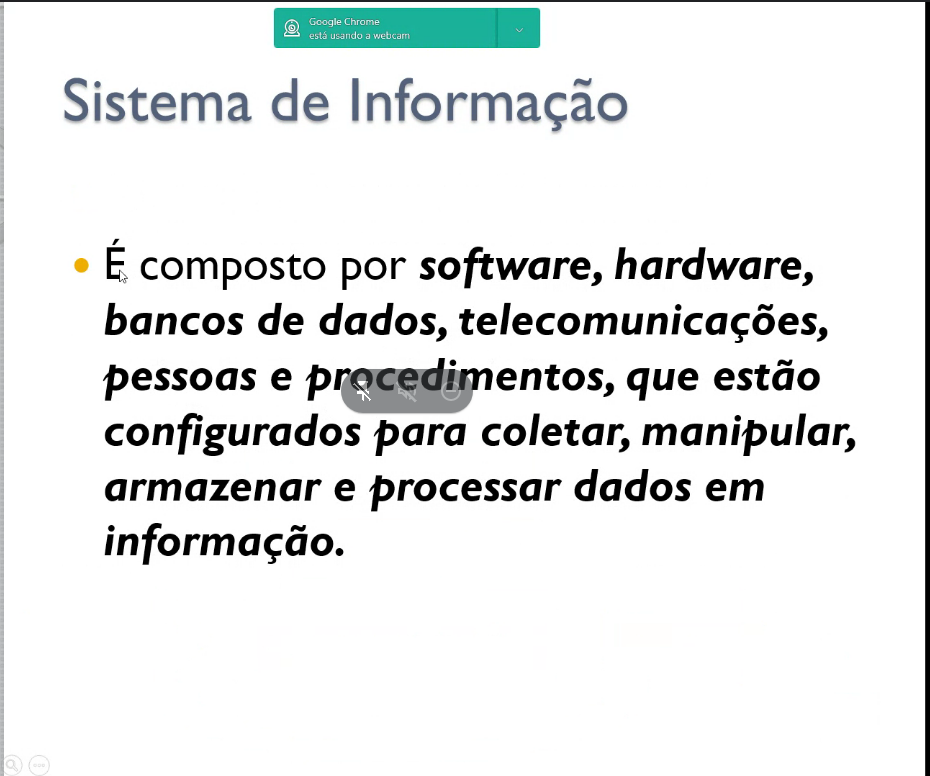 Google Chrome
está usando a webcam
Sistema de Informação
É composto por software, hardware,
bancos de dados, telecomunicações,
pessoas e procedimentos, que estão
configurados para coletar, manipular,
armazenar e processar dados em
informação.